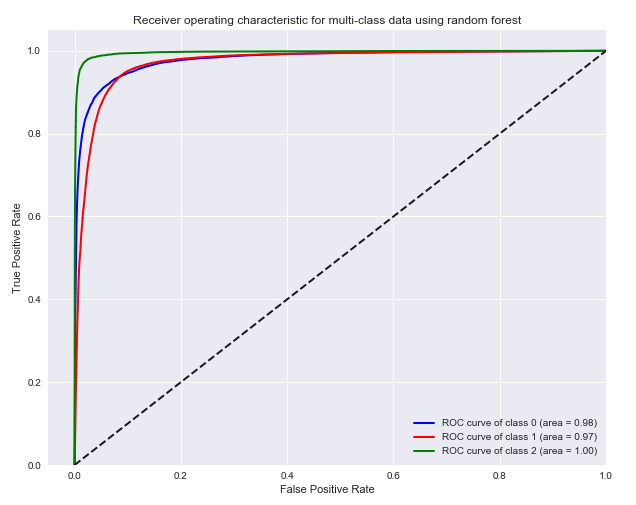 Receiver operating characteristic for multi-class data using random forest
1.0
0.8
0.6
0.4
0.2
0.0
True Positive Rate
0.0 0.2 0.4 0.6 0.8 1.0
False Positive Rate
ROC curve of class 0 (area = 0.98)
ROC curve of class 1 (area = 0.97)
ROC curve of class 2 (area = 1.00)